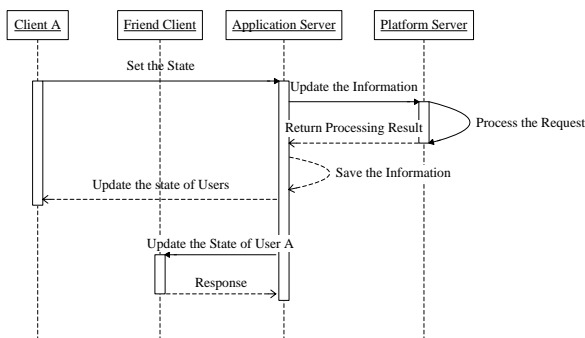 Client A
Friend Client
Application Server
Platform Server
Set the State
Update the Information
Process the Request
Return Processing Result
Save the Information
Update the state of Users
Update the State of User A
Response